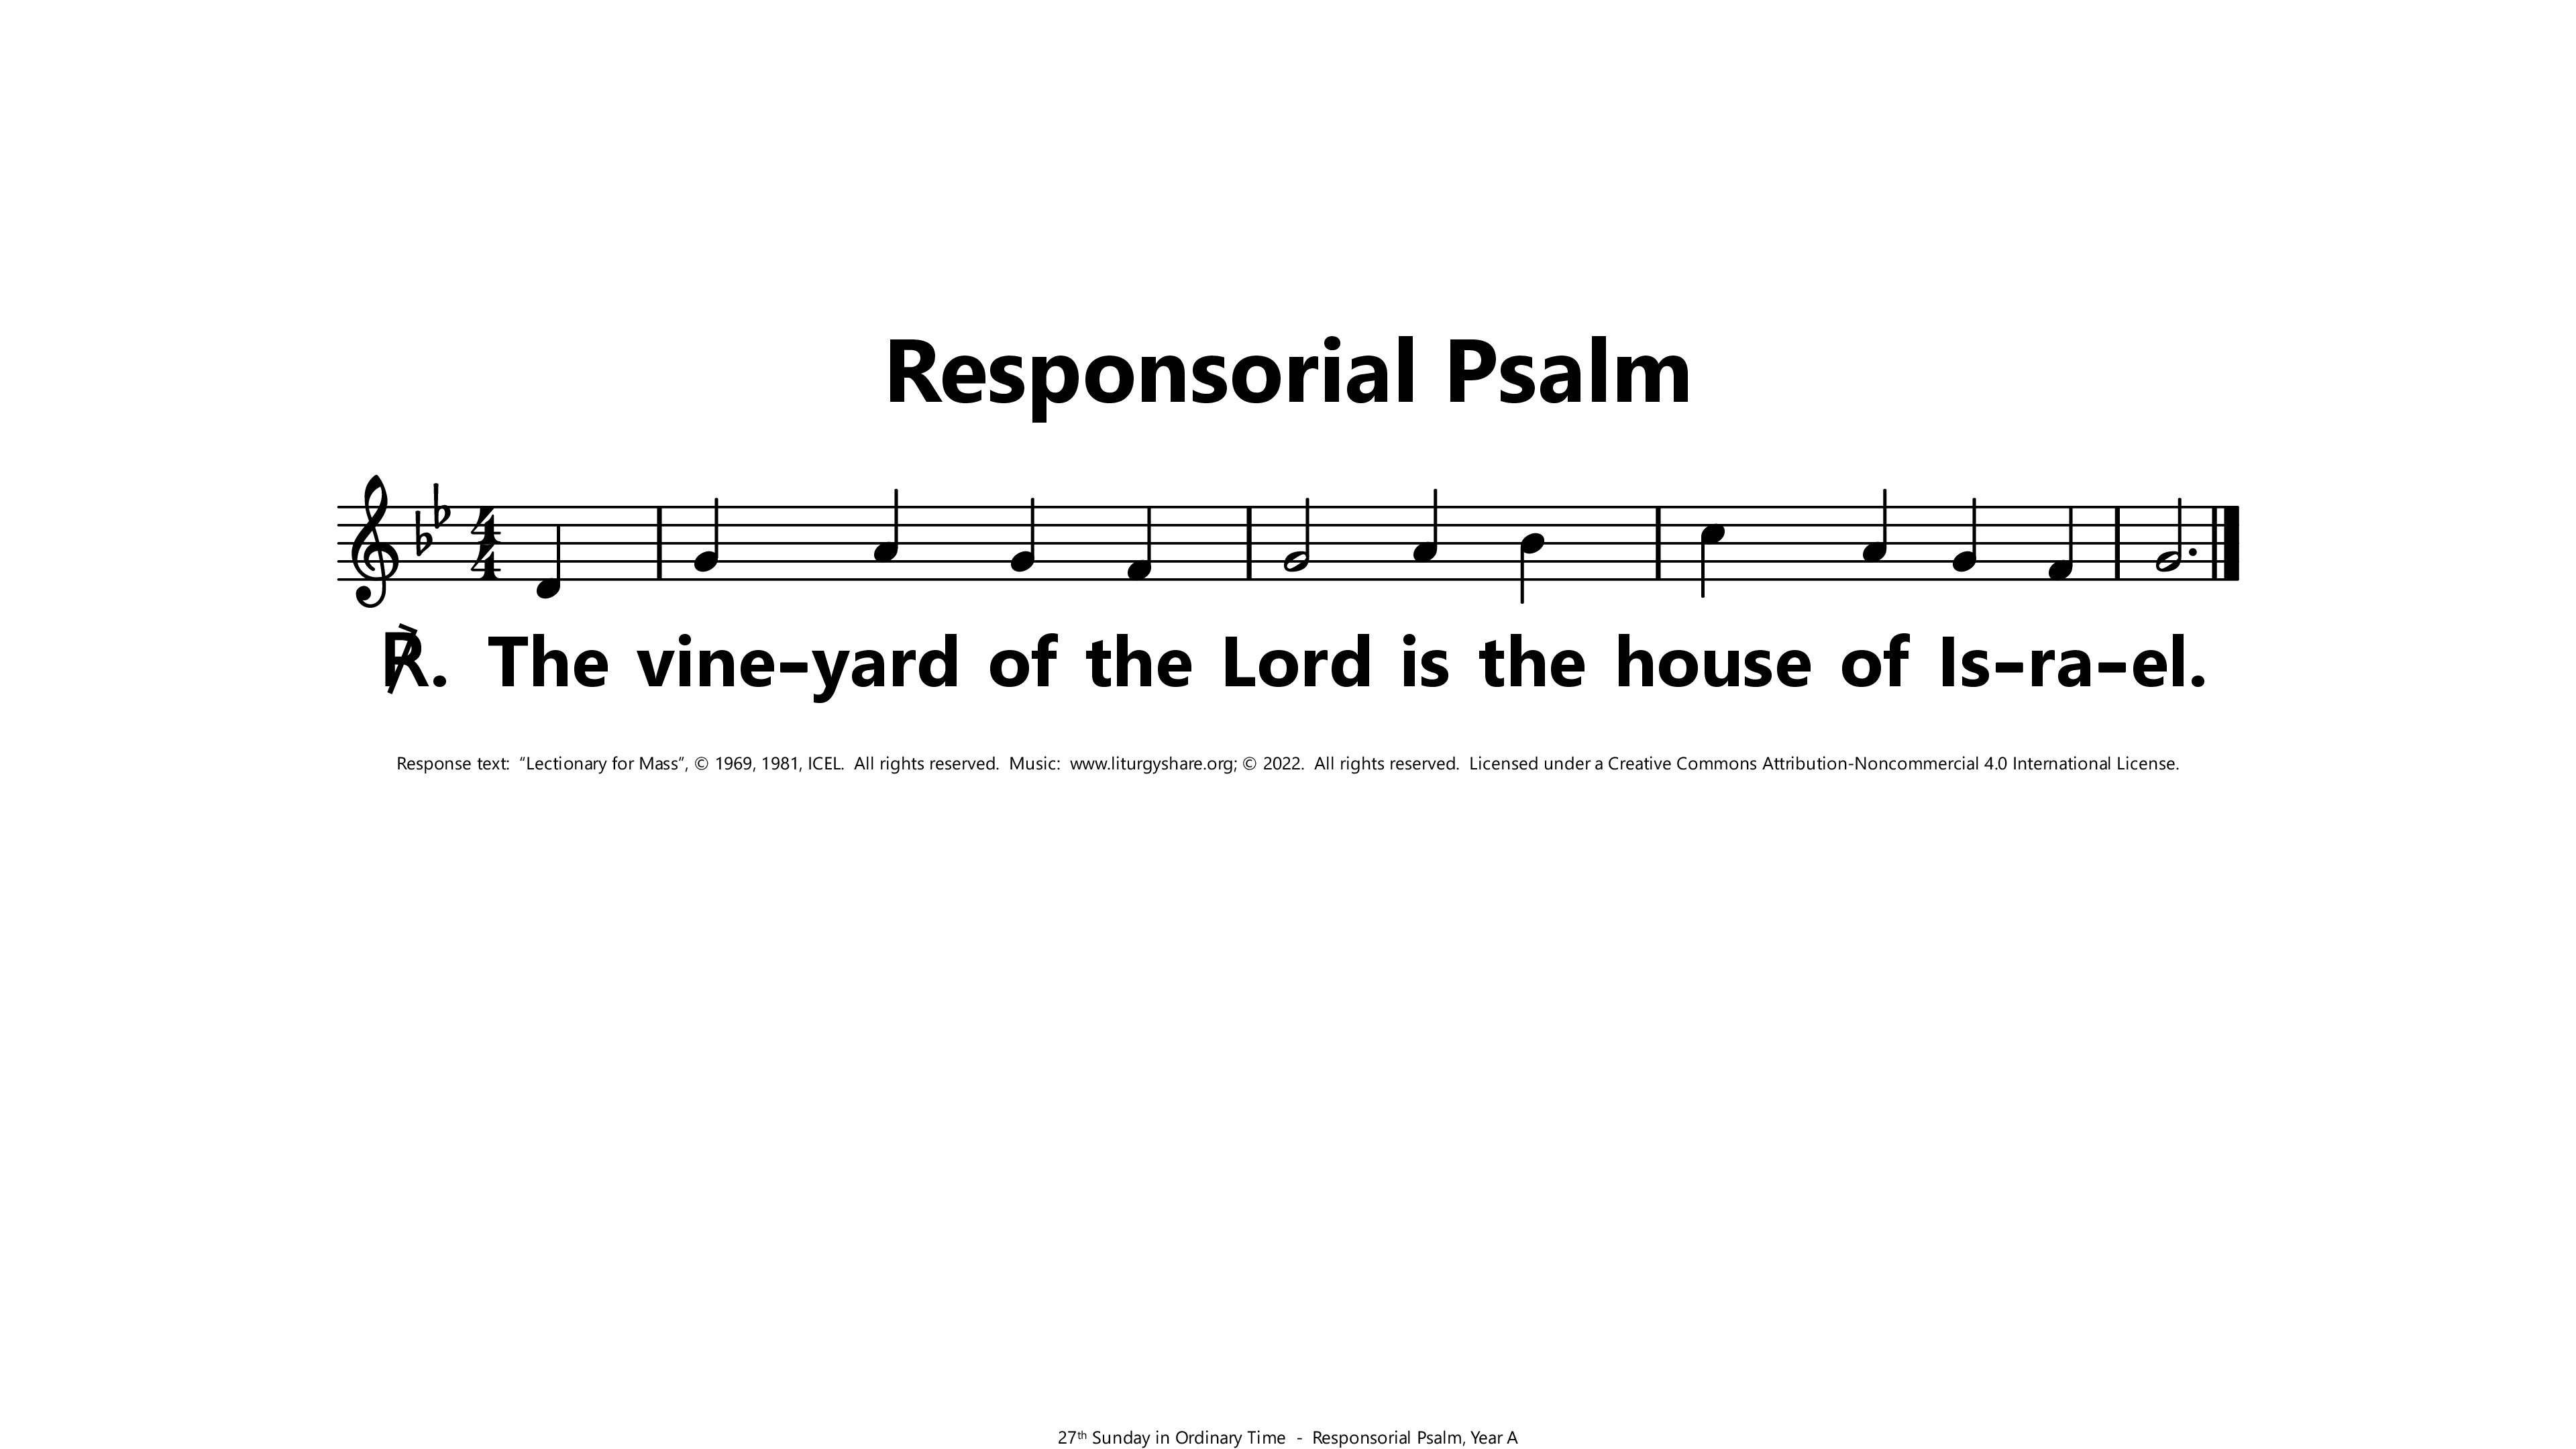 Responsorial Psalm
℟. The vine-yard of the Lord is the house of Is-ra-el.
Response text: “Lectionary for Mass”, © 1969, 1981, ICEL. All rights reserved. Music: www.liturgyshare.org; © 2022. All rights reserved. Licensed under a Creative Commons Attribution-Noncommercial 4.0 International License.
27th Sunday in Ordinary Time - Responsorial Psalm, Year A